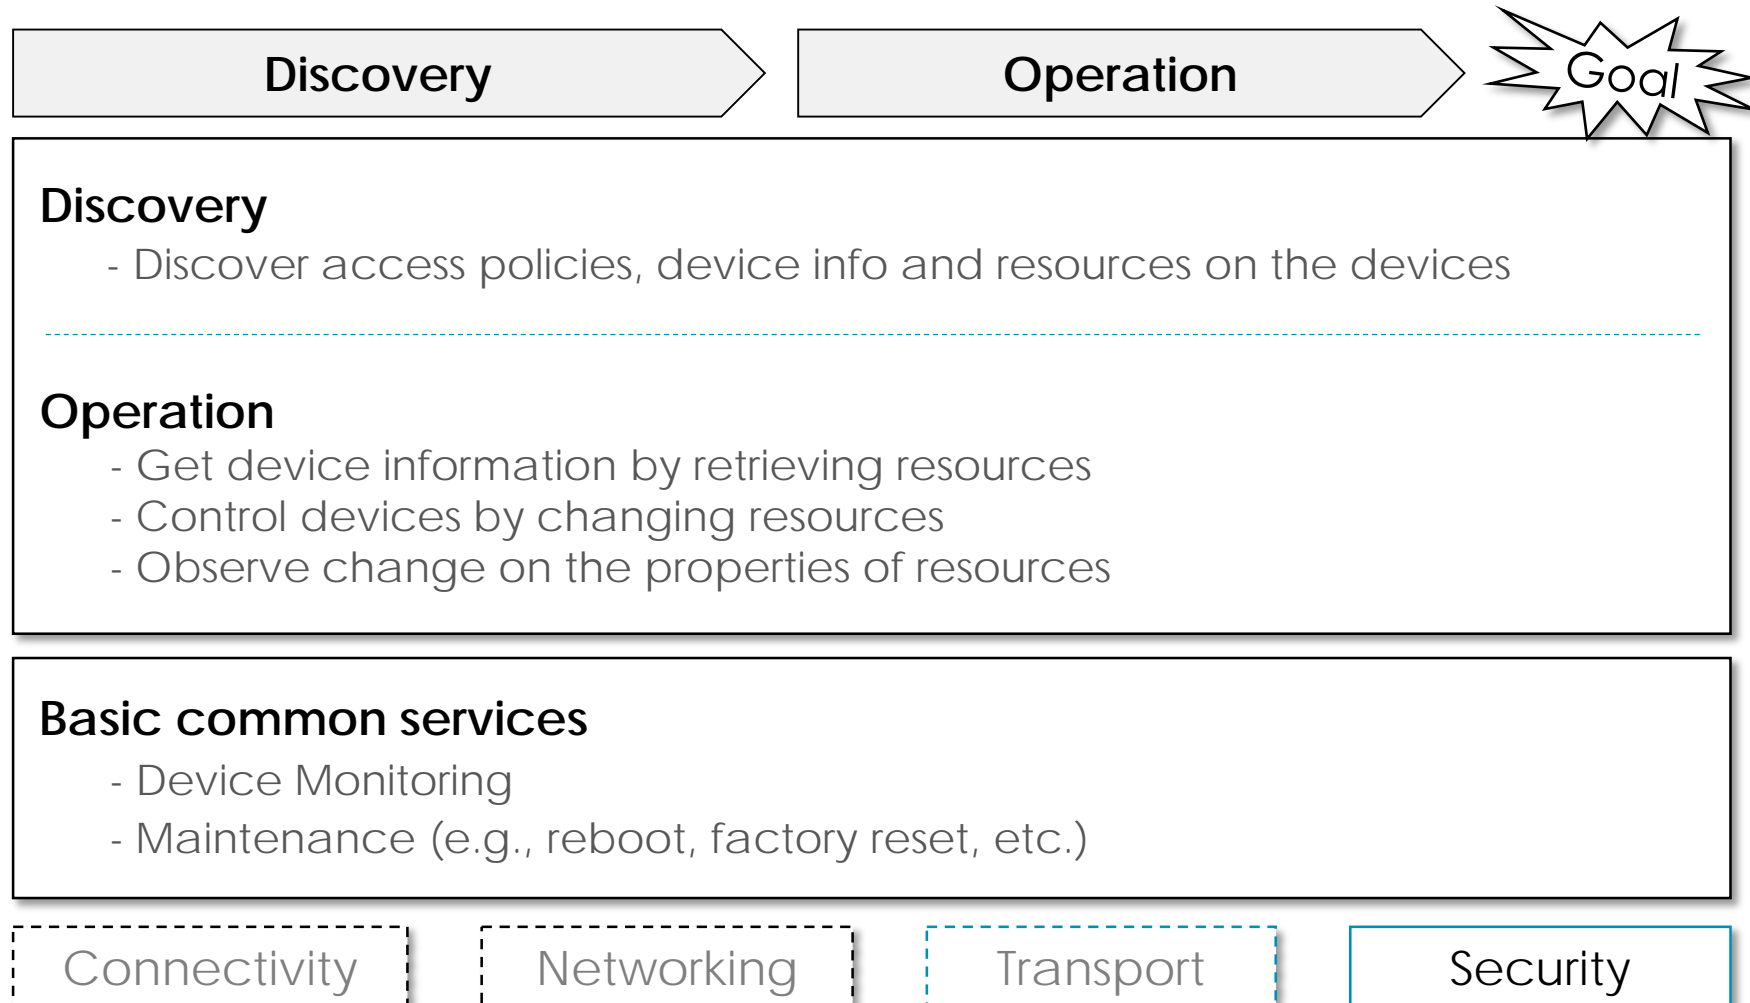 Discovery
Operation
Goal
Discovery
- Discover access policies, device info and resources on the devices
Operation
- Get device information by retrieving resources
- Control devices by changing resources
- Observe change on the properties of resources
Basic common services
- Device Monitoring
- Maintenance (e.g., reboot, factory reset, etc.)
Connectivity
Networking
Transport
Security